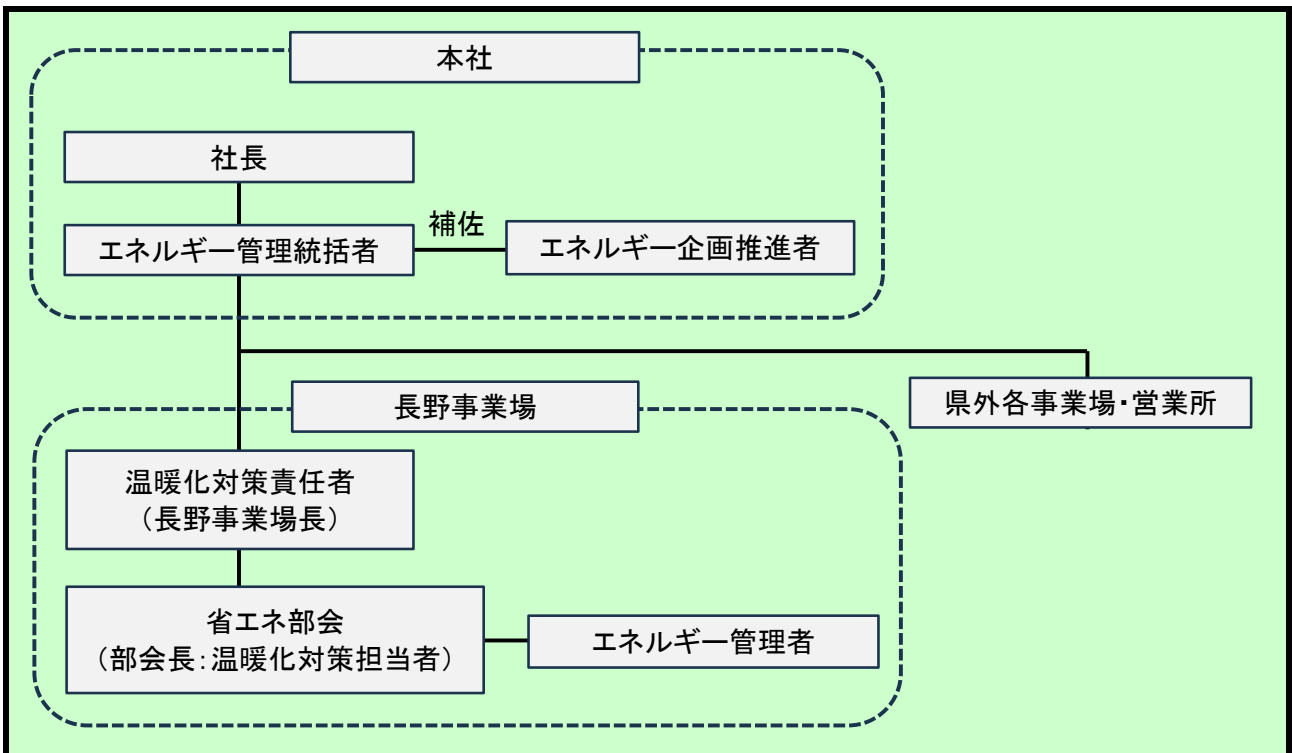 本社
社長
エネルギー管理統括者
補佐
エネルギー企画推進者
長野事業場
県外各事業場・営業所
温暖化対策責任者
（長野事業場長）
省エネ部会
（部会長：温暖化対策担当者）
エネルギー管理者